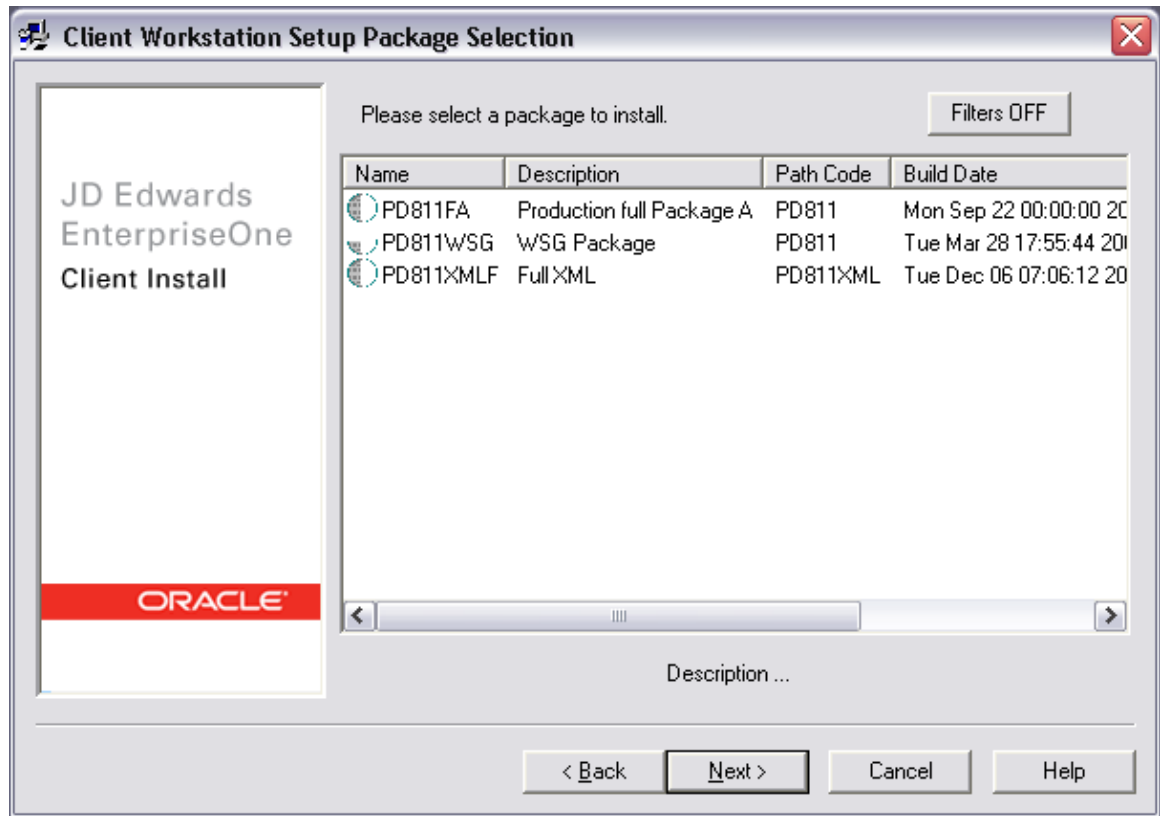 Client Workstation Setup Package Selection
JD Edwards
EnterpriseOne
Client Install
ORACLE
Please select a package to install.
Filters OFF
Name Description Path Code Build Date
PD811FA Production full Package A PD811 Mon Sep 22 00:00:00 20
PD811WSG WSG Package PD811 Tue Mar 28 17:55:44 200
PD811XMLF Full XML PD811XML Tue Dec 06 07:06:12 20
Description ...
< Back Next > Cancel Help